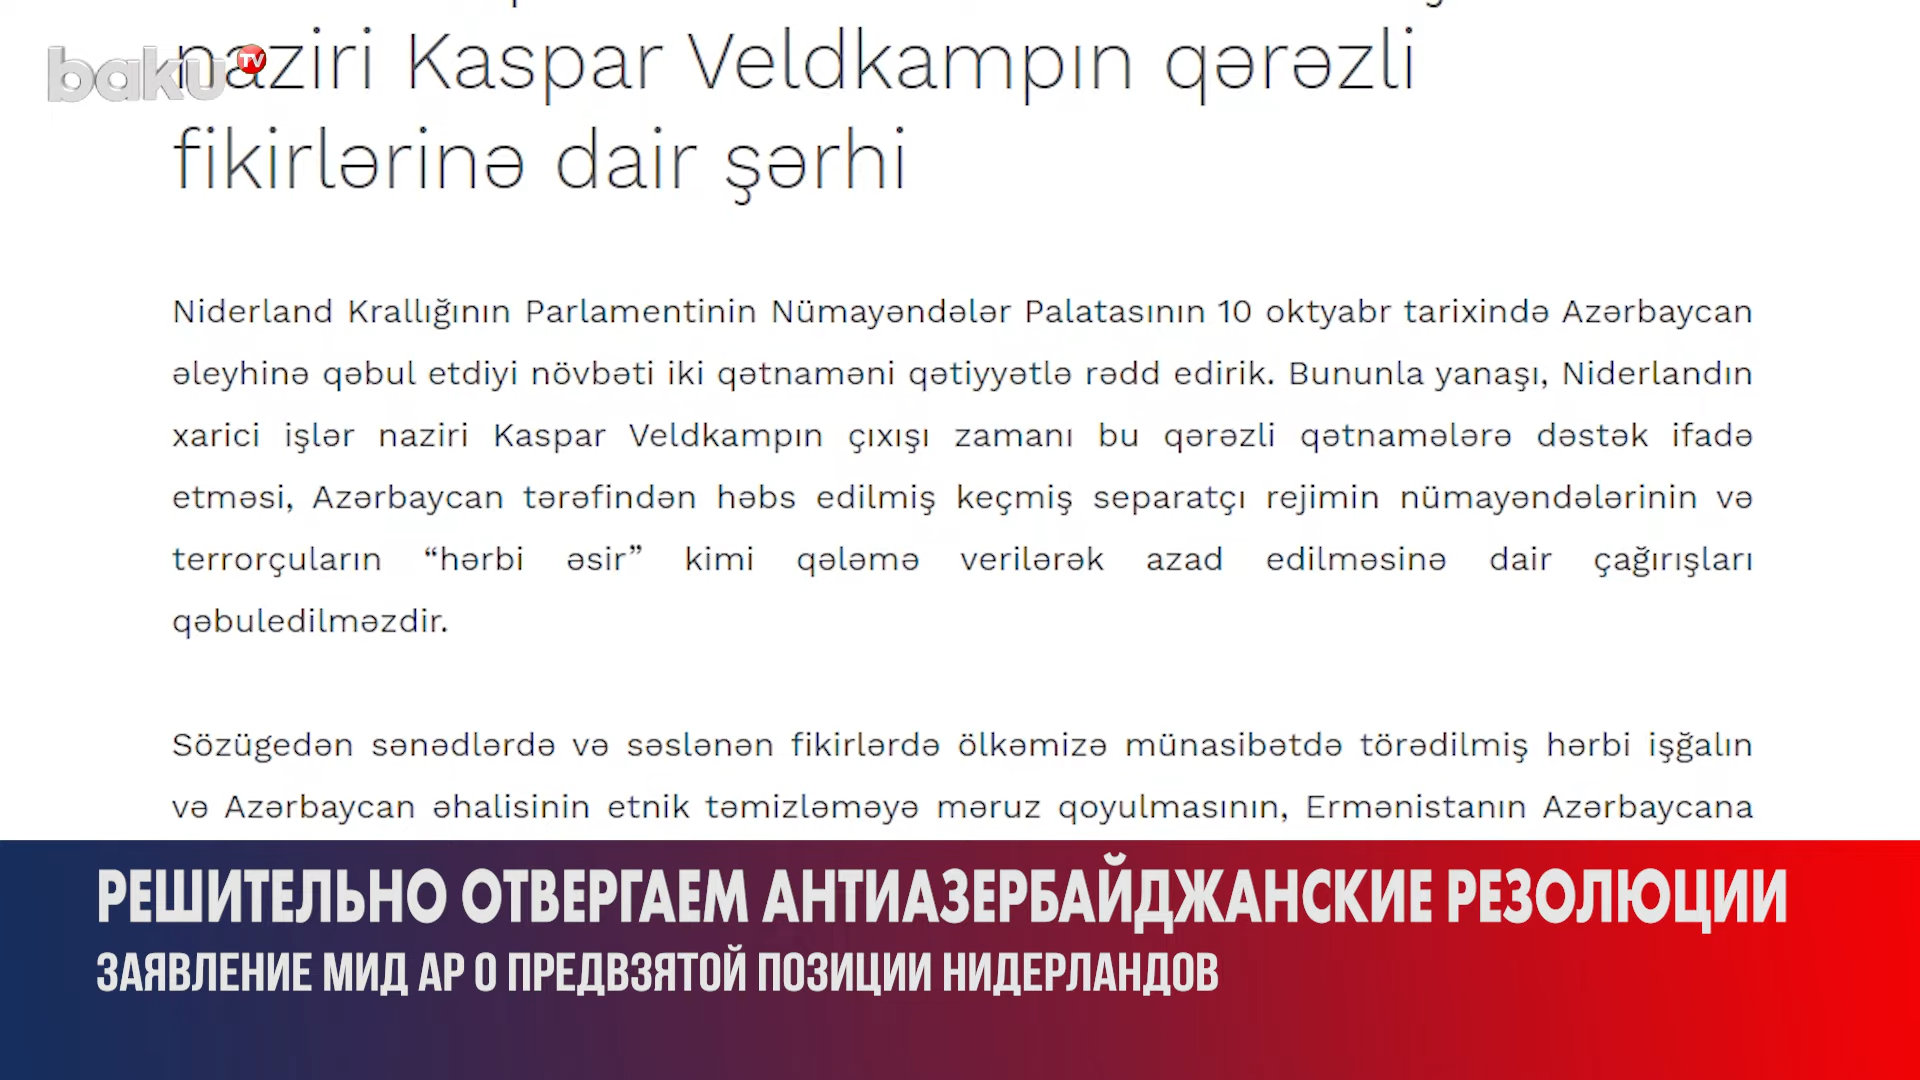 naziri Kaspar Veldkampın qərəzli
baku TV
fikirlərinə dair şərhi
Niderland Krallığının Parlamentinin Nümayəndələr Palatasının 10 oktyabr tarixində Azərbaycan
əleyhinə qəbul etdiyi növbəti iki qətnaməni qətiyyətlə rədd edirik. Bununla yanaşı, Niderlandın
xarici işlər naziri Kaspar Veldkampın çıxışı zamanı bu qərəzli qətnamələrə dəstək ifadə
etməsi, Azərbaycan tərəfindən həbs edilmiş keçmiş separatçı rejimin nümayəndələrinin və
terrorçuların “hərbi əsir” kimi qələmə verilərək azad edilməsinə dair çağırışları
qəbuledilməzdir.
Sözügedən sənədlərdə və səslənən fikirlərdə ölkəmizə münasibətdə törədilmiş hərbi işğalın
və Azərbaycan əhalisinin etnik təmizləməyə məruz qoyulmasının, Ermənistanın Azərbaycana
РЕШИТЕЛЬНО ОТВЕРГАЕМ АНТИАЗЕРБАЙДЖАНСКИЕ РЕЗОЛЮЦИИ
ЗАЯВЛЕНИЕ МИД АР О ПРЕДВЗЯТОЙ ПОЗИЦИИ НИДЕРЛАНДОВ